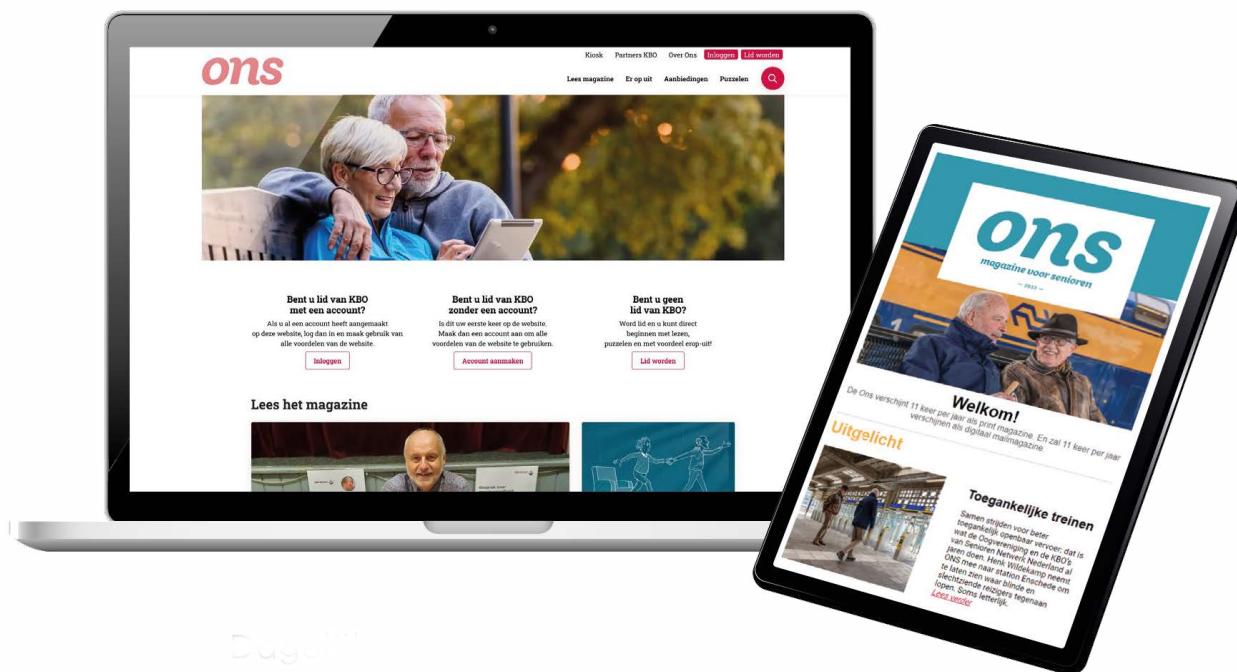 ons
Kiosk Partners KBO Over Ons Inloggen Lid worden
Lees magazine Er op uit Aanbiedingen Puzzelen
Bent u lid van KBO
met een account?
Als u al een account heeft aangemaakt
op deze website, log dan in en maak gebruik van
alle voordelen van de website.
Inloggen
Bent u lid van KBO
zonder een account?
Is dit uw eerste keer op de website.
Maak dan een account aan om alle
voordelen van de website te gebruiken.
Account aanmaken
Bent u geen
lid van KBO?
Word lid en u kunt direct
beginnen met lezen,
puzzelen en met voordeel erop-uit!
Lid worden
Lees het magazine
ons
magazine voor senioren
Welkom!
De Ons verschijnt 11 keer per jaar als print magazine. En zal 11 keer per jaar
verschijnen als digitaal mailmagazine.
Uitgelicht
Toegankelijke treinen
Samen strijden voor beter
toegankelijk openbaar vervoer: dat is
wat de Oogvereniging en de KBO's
van Senioren Netwerk Nederland al
jaren doen. Henk Wildekamp neemt
ONS mee naar station Enschede om
te laten zien waar blinde en
slechtziende reizigers tegenaan
lopen. Soms letterlijk.
Lees verder